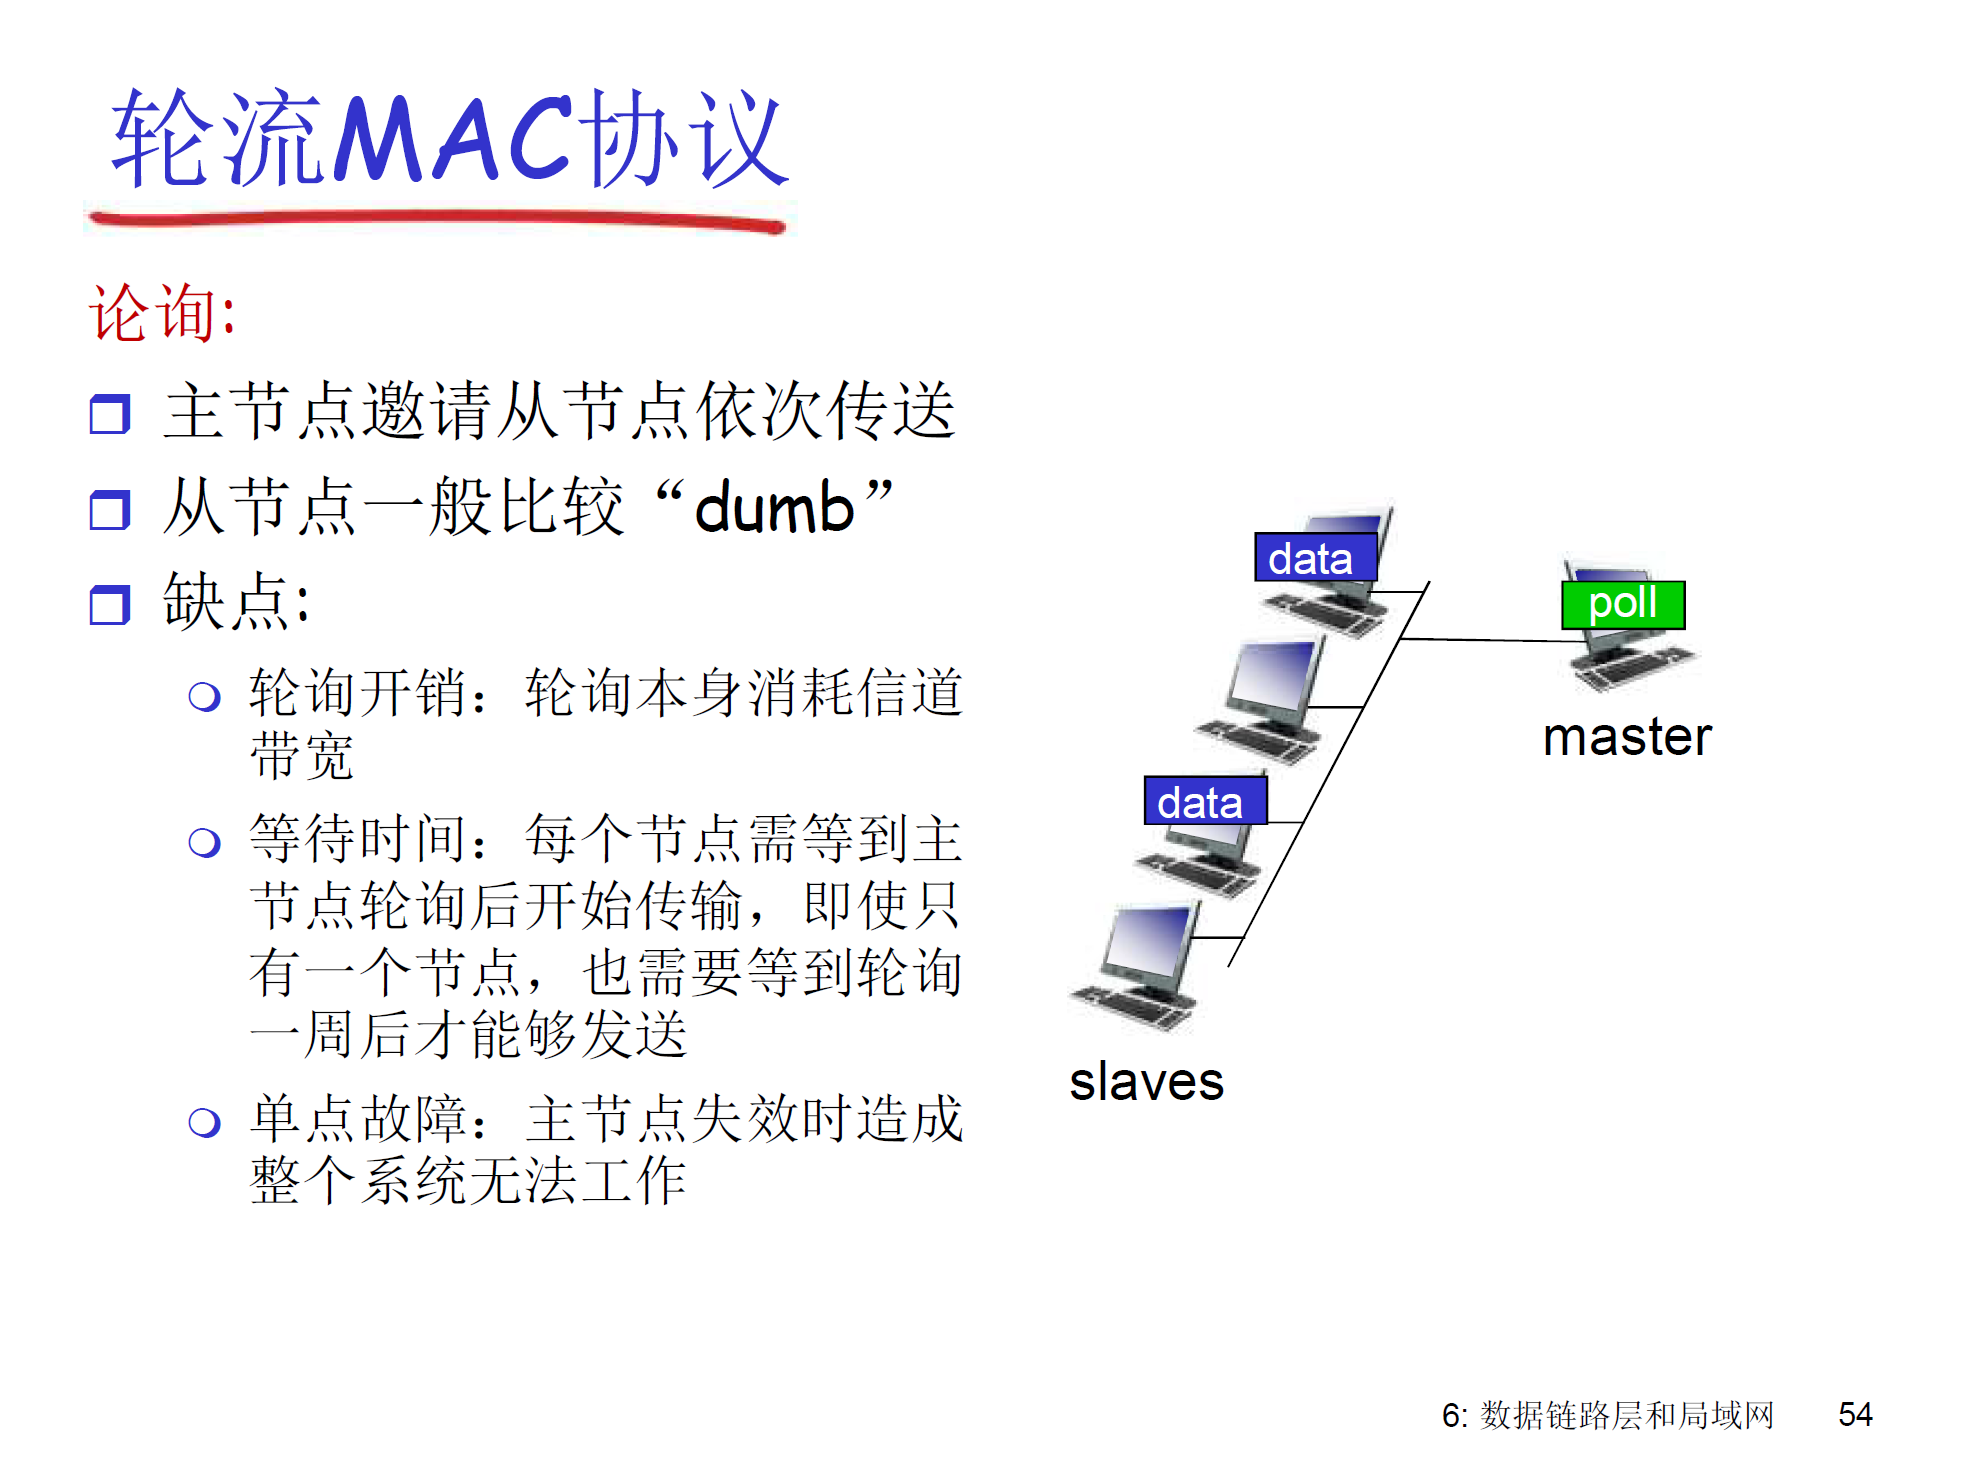 轮流MAC协议
论询:
主节点邀请从节点依次传送
从节点一般比较“dumb”
缺点:
轮询开销：轮询本身消耗信道
带宽
等待时间：每个节点需等到主
节点轮询后开始传输，即使只
有一个节点，也需要等到轮询
一周后才能够发送
单点故障：主节点失效时造成
整个系统无法工作
data
poll
master
data
slaves
6: 数据链路层和局域网 54